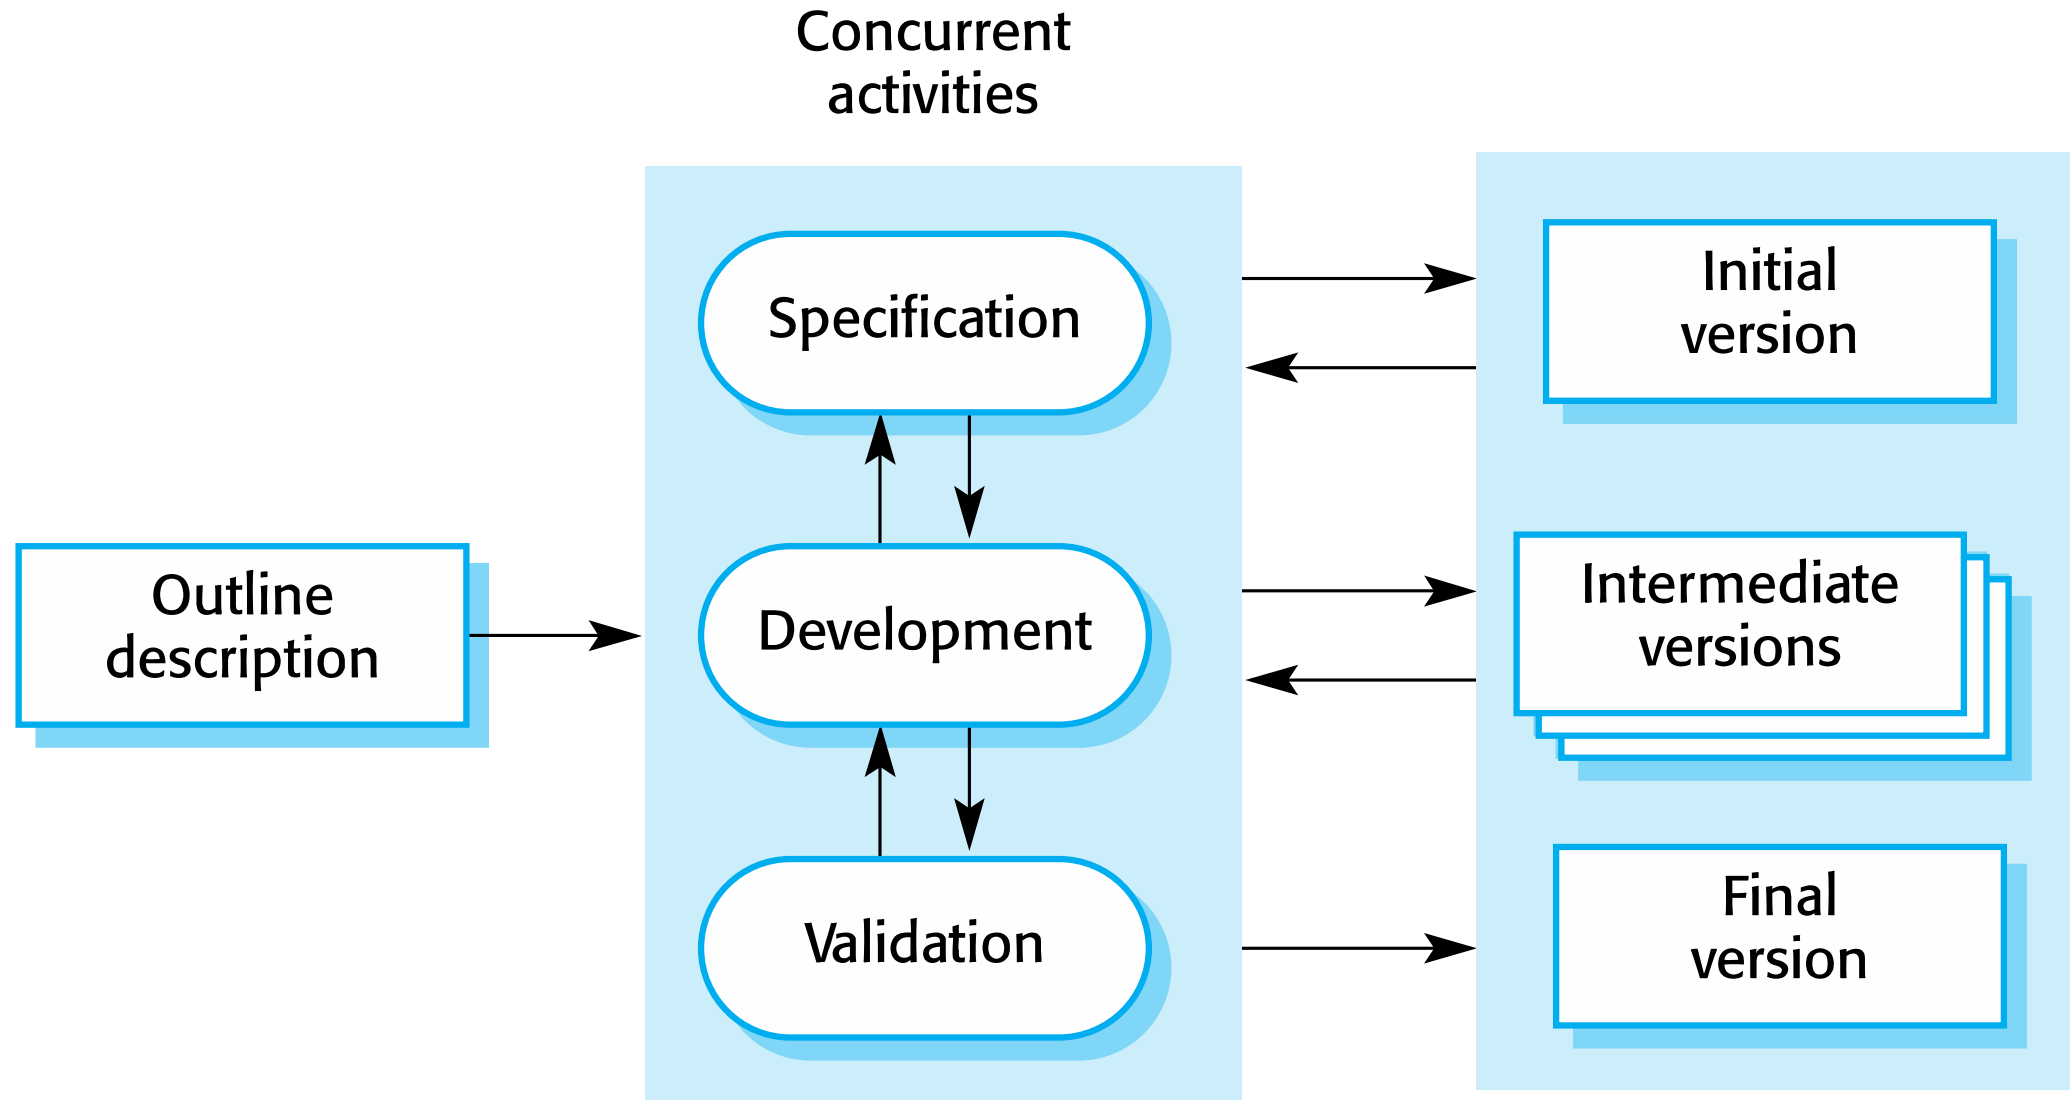 Concurrent
activities
Outline
description
Specification
Development
Validation
Initial
version
Intermediate
versions
Final
version